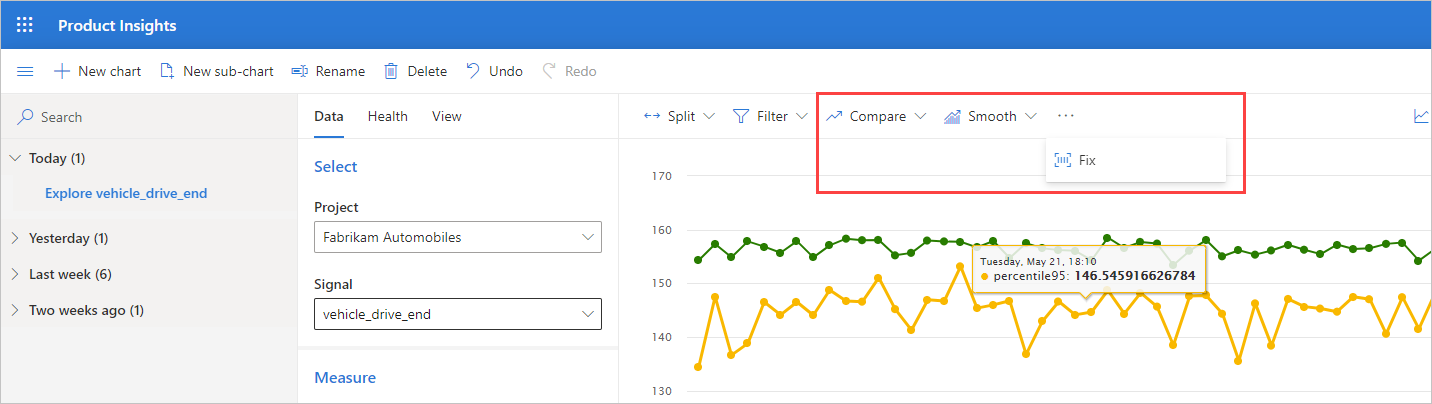 Product Insights
New chart New sub-chart Rename Delete Undo Redo
Search
Today (1)
Explore vehicle_drive_end
Yesterday (1)
Last week (6)
Two weeks ago (1)
Data Health View
Select
Project
Fabrikam Automobiles
Signal
vehicle_drive_end
Measure
Split Filter Compare Smooth ...
Fix
170
160
150
140
130
Tuesday, May 21, 18:10
percentile95: 146.545916626784